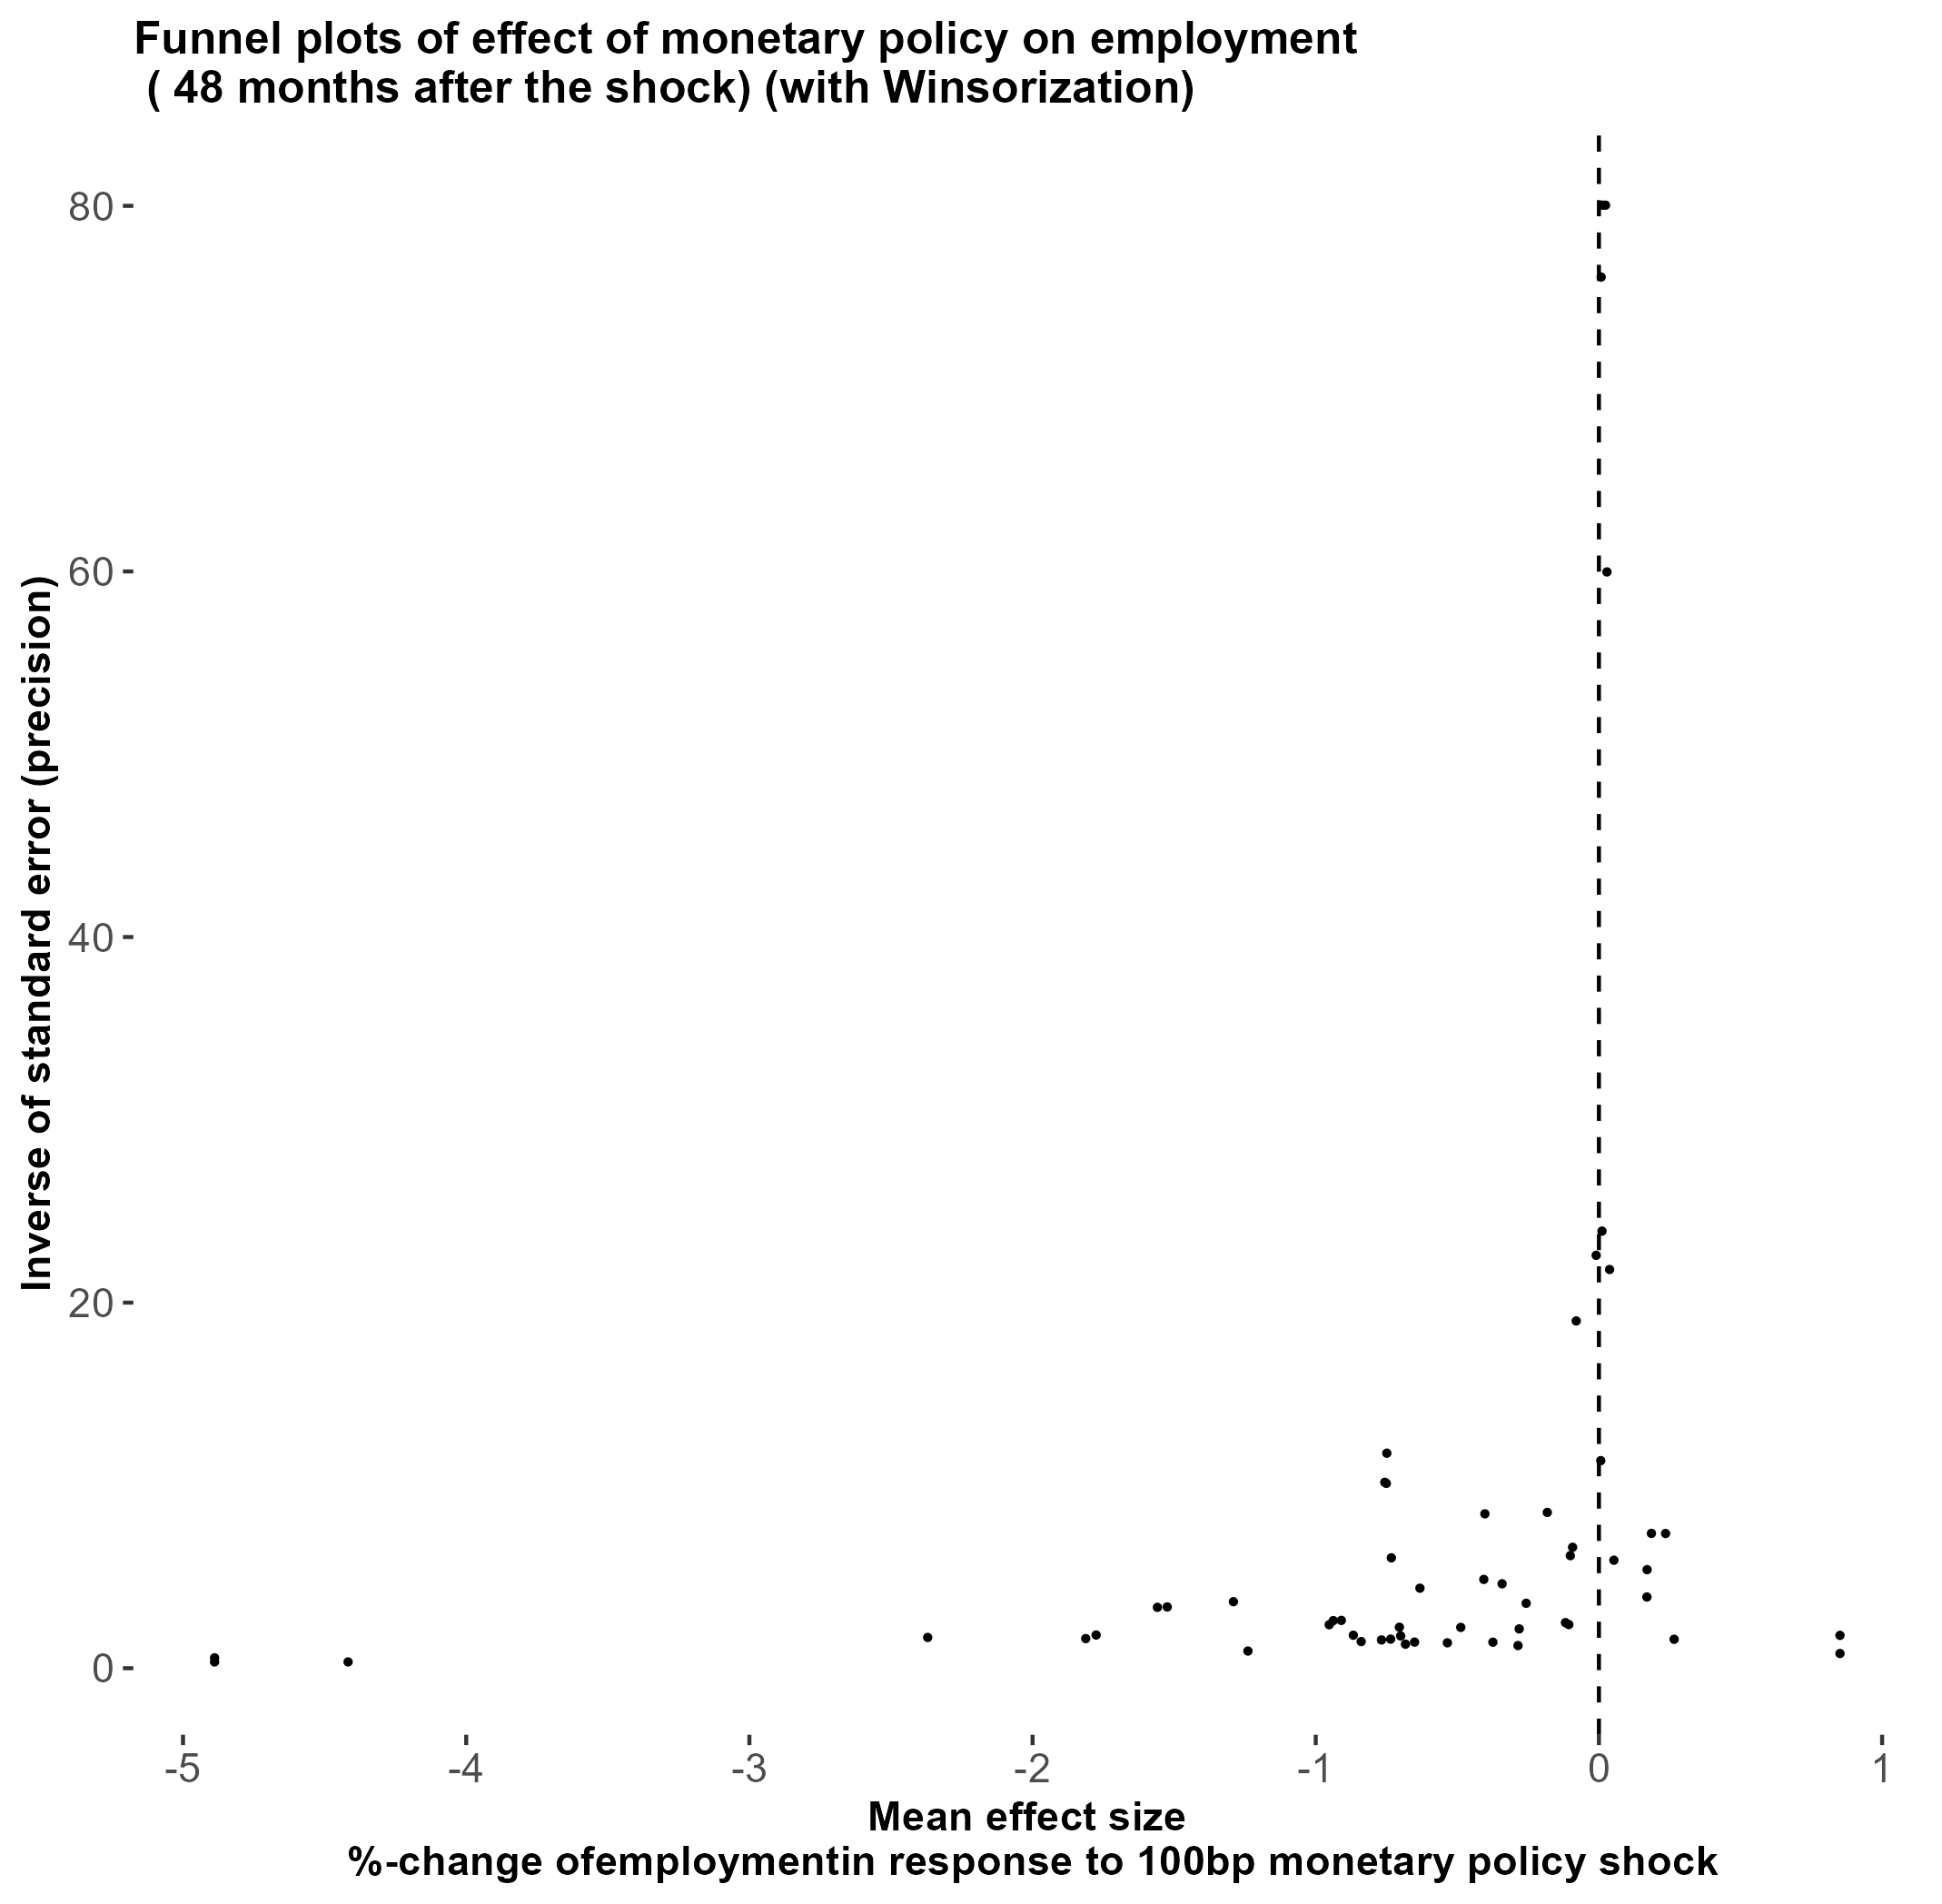 Funnel plots of effect of monetary policy on employment
( 48 months after the shock) (with Winsorization)
Inverse of standard error (precision)
80
60
40
20
0
-5 -4 -3 -2 -1 0 1
Mean effect size
%-change ofemploymentin response to 100bp monetary policy shock